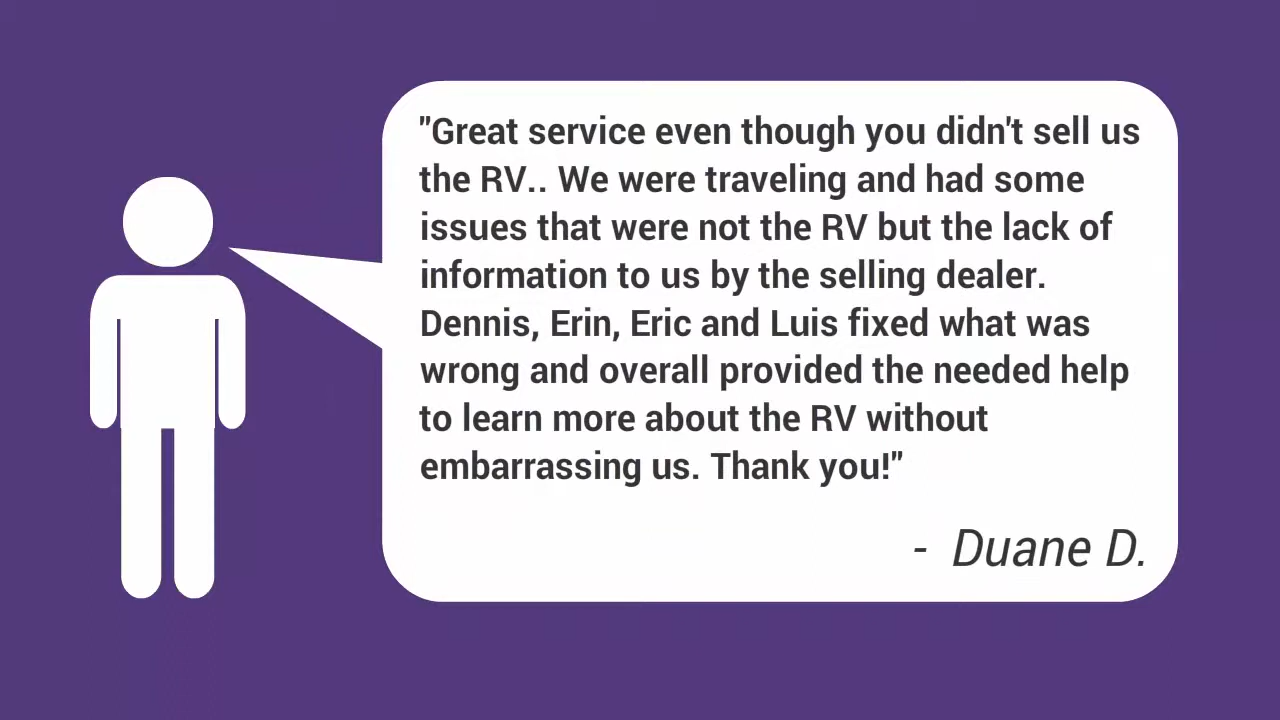 "Great service even though you didn't sell us
the RV.. We were traveling and had some
issues that were not the RV but the lack of
information to us by the selling dealer.
Dennis, Erin, Eric and Luis fixed what was
wrong and overall provided the needed help
to learn more about the RV without
embarrassing us. Thank you!"
- Duane D.